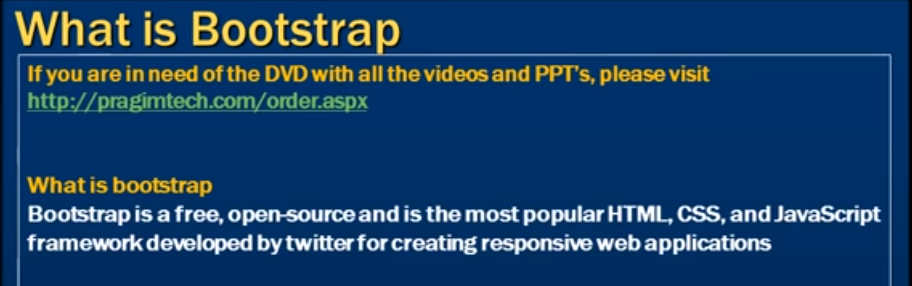 What is Bootstrap
If you are in need of the DVD with all the videos and PPT's, please visit
http://pragimtech.com/order.aspx
What is bootstrap
Bootstrap is a free, open-source and is the most popular HTML, CSS, and JavaScript
framework developed by twitter for creating responsive web applications